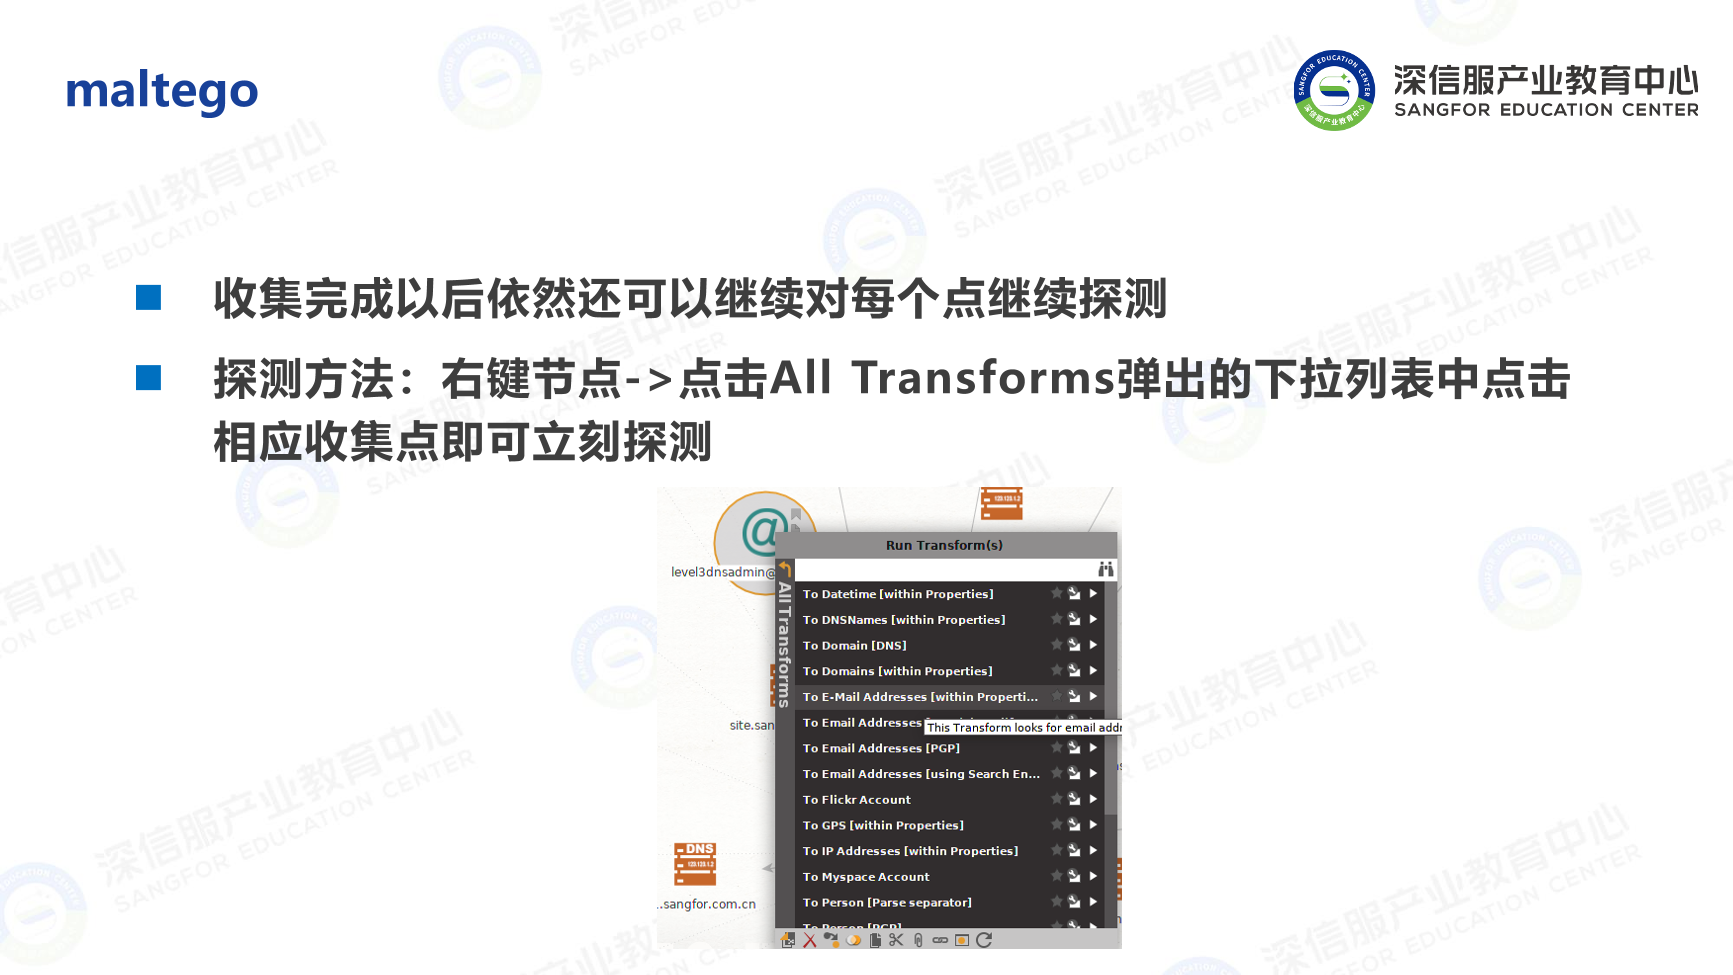 maltego
深信服产业教育中心
SANGFOR EDUCATION CENTER
收集完成以后依然还可以继续对每个点继续探测
探测方法：右键节点->点击All Transforms弹出的下拉列表中点击
相应收集点即可立刻探测
Run Transform(s)
level3dnsadmin@
All Transforms
To Datetime [within Properties]
To DNSNames [within Properties]
To Domain [DNS]
To Domains [within Properties]
To E-Mail Addresses [within Properti...
site.san
To Email Addresses
This Transform looks for email addr
To Email Addresses [PGP]
To Email Addresses [using Search En...
To Flickr Account
To GPS [within Properties]
To IP Addresses [within Properties]
DNS
To Myspace Account
To Person [Parse separator]
..sangfor.com.cn
To Person [PGP]